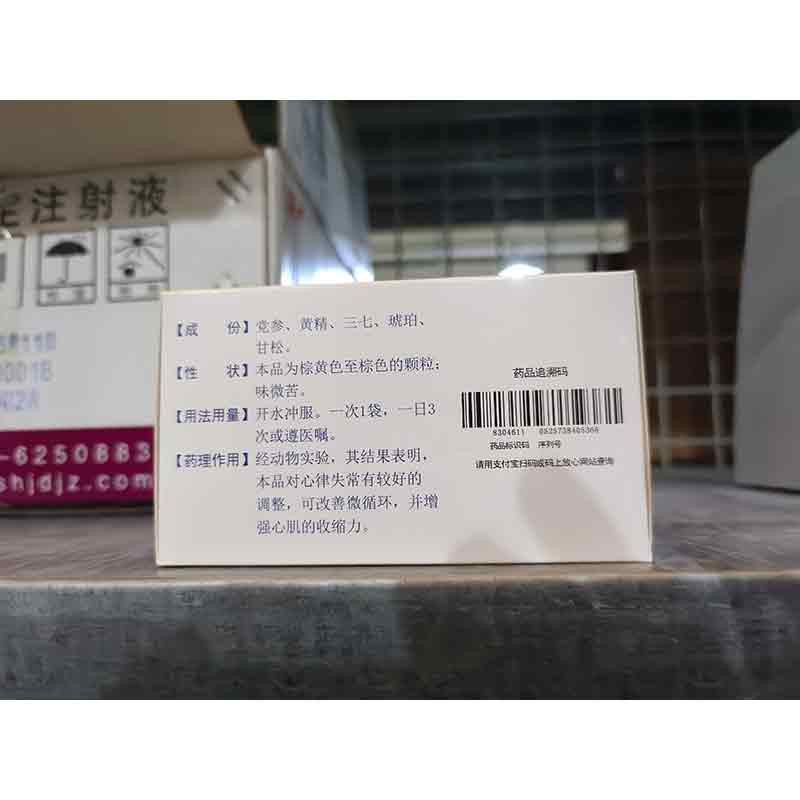 注射液
0001B
-6250883
shjdjz.com
【成 份】党参、黄精、三七、琥珀、
甘松。
【性 状】本品为棕黄色至棕色的颗粒;
味微苦。
【用法用量】开水冲服。一次1袋,一日3
次或遵医嘱。
【药理作用】经动物实验,其结果表明,
本品对心律失常有较好的
调整,可改善微循环,并增
强心肌的收缩力。
药品追溯码
8304611 0825738405368
药品标识码 序列号
请用支付宝扫码或码上放心网站查询